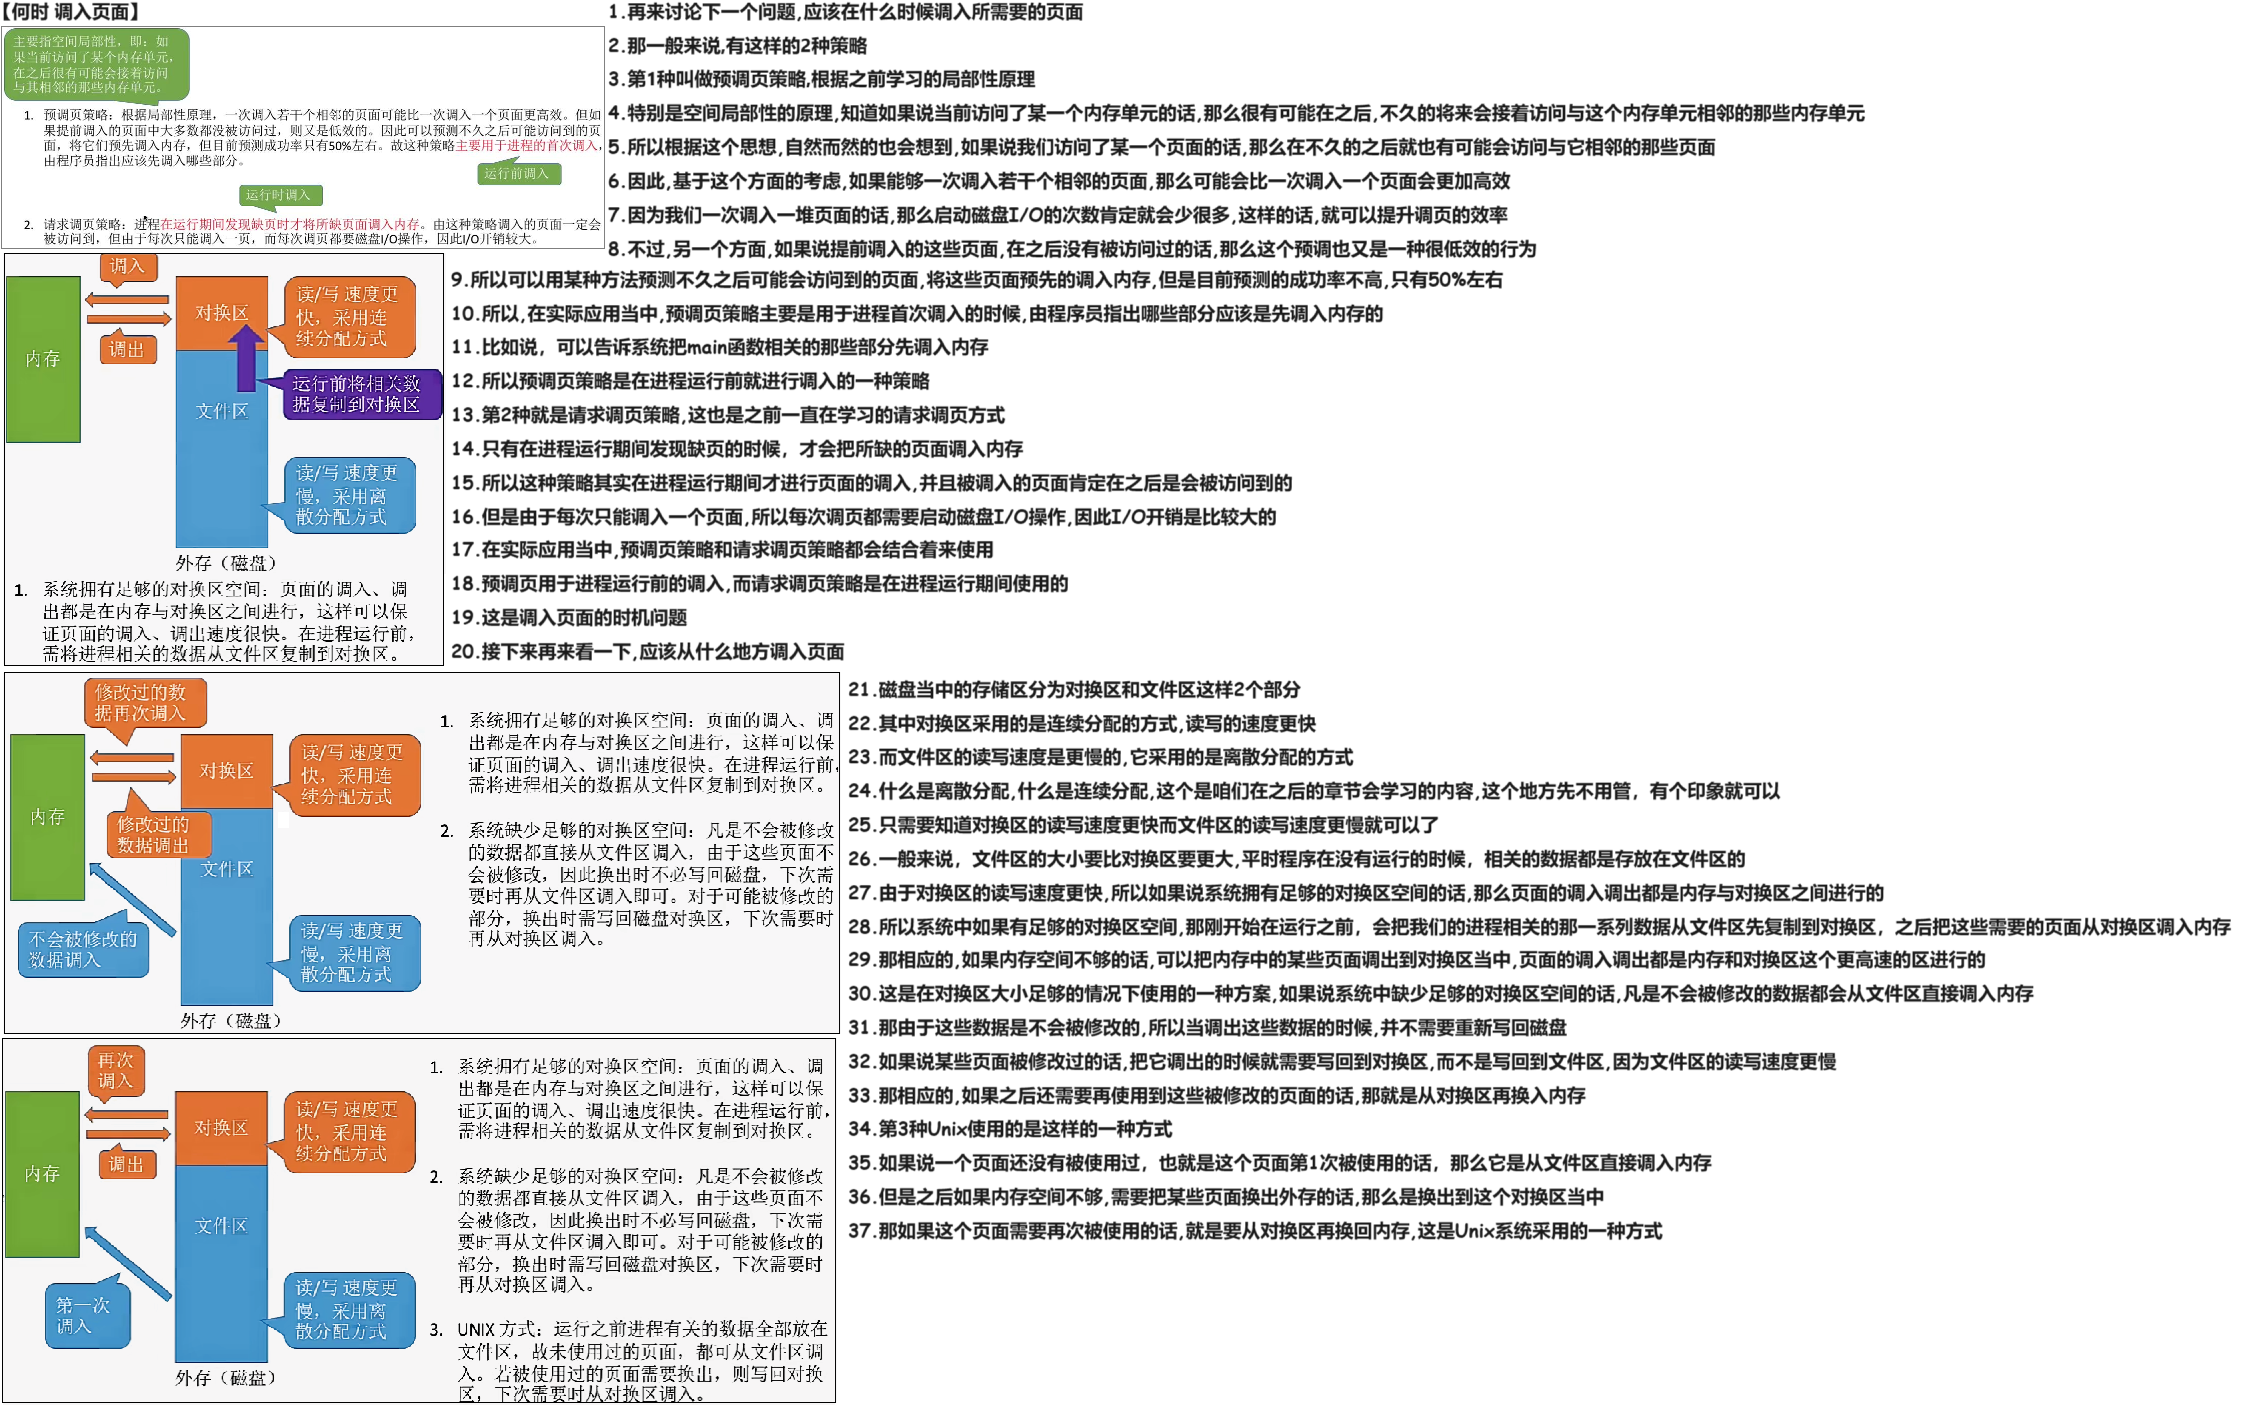 【何时 调入页面】
主要指空间局部性，即：如
果当前访问了某个内存单元，
在之后很有可能会接着访问
与其相邻的那些内存单元。
1. 预调页策略：根据局部性原理，一次调入若干个相邻的页面可能比一次调入一个页面更高效。但如
果提前调入的页面中大多数都没被访问过，则又是低效的。因此可以预测不久之后可能访问到的页
面，将它们预先调入内存，但目前预测成功率只有50%左右。故这种策略主要用于进程的首次调入，
由程序员指出应该先调入哪些部分。
运行前调入
运行时调入
2. 请求调页策略：进程在运行期间发现缺页时才将所缺页面调入内存。由这种策略调入的页面一定会
被访问到，但由于每次只能调入一页，而每次调页都要磁盘I/O操作，因此I/O开销较大。
1.再来讨论下一个问题,应该在什么时候调入所需要的页面
2.那一般来说,有这样的2种策略
3.第1种叫做预调页策略,根据之前学习的局部性原理
4.特别是空间局部性的原理,知道如果说当前访问了某一个内存单元的话,那么很有可能在之后,不久的将来会接着访问与这个内存单元相邻的那些内存单元
5.所以根据这个思想,自然而然的也会想到,如果说我们访问了某一个页面的话,那么在不久的之后就也有可能会访问与它相邻的那些页面
6.因此,基于这个方面的考虑,如果能够一次调入若干个相邻的页面,那么可能会比一次调入一个页面会更加高效
7.因为我们一次调入一堆页面的话,那么启动磁盘I/O的次数肯定就会少很多,这样的话,就可以提升调页的效率
8.不过,另一个方面,如果说提前调入的这些页面,在之后没有被访问过的话,那么这个预调也又是一种很低效的行为
调入
调出
内存
对换区
文件区
读/写 速度更
快，采用连
续分配方式
运行前将相关数
据复制到对换区
读/写 速度更
慢，采用离
散分配方式
外存（磁盘）
1. 系统拥有足够的对换区空间：页面的调入、调
出都是在内存与对换区之间进行，这样可以保
证页面的调入、调出速度很快。在进程运行前，
需将进程相关的数据从文件区复制到对换区。
9.所以可以用某种方法预测不久之后可能会访问到的页面,将这些页面预先的调入内存,但是目前预测的成功率不高,只有50%左右
10.所以,在实际应用当中,预调页策略主要是用于进程首次调入的时候,由程序员指出哪些部分应该是先调入内存的
11.比如说，可以告诉系统把main函数相关的那些部分先调入内存
12.所以预调页策略是在进程运行前就进行调入的一种策略
13.第2种就是请求调页策略,这也是之前一直在学习的请求调页方式
14.只有在进程运行期间发现缺页的时候，才会把所缺的页面调入内存
15.所以这种策略其实在进程运行期间才进行页面的调入,并且被调入的页面肯定在之后是会被访问到的
16.但是由于每次只能调入一个页面,所以每次调页都需要启动磁盘I/O操作,因此I/O开销是比较大的
17.在实际应用当中,预调页策略和请求调页策略都会结合着来使用
18.预调页用于进程运行前的调入,而请求调页策略是在进程运行期间使用的
19.这是调入页面的时机问题
20.接下来再来看一下,应该从什么地方调入页面
修改过的数
据再次调入
修改过的
数据调出
内存
对换区
文件区
不会被修改的
数据调入
读/写 速度更
快，采用连
续分配方式
读/写 速度更
慢，采用离
散分配方式
外存（磁盘）
1. 系统拥有足够的对换区空间：页面的调入、调
出都是在内存与对换区之间进行，这样可以保
证页面的调入、调出速度很快。在进程运行前，
需将进程相关的数据从文件区复制到对换区。
2. 系统缺少足够的对换区空间：凡是不会被修改
的数据都直接从文件区调入，由于这些页面不
会被修改，因此换出时不必写回磁盘，下次需
要时再从文件区调入即可。对于可能被修改的
部分，换出时需写回磁盘对换区，下次需要时
再从对换区调入。
21.磁盘当中的存储区分为对换区和文件区这样2个部分
22.其中对换区采用的是连续分配的方式,读写的速度更快
23.而文件区的读写速度是更慢的,它采用的是离散分配的方式
24.什么是离散分配,什么是连续分配,这个是咱们在之后的章节会学习的内容,这个地方先不用管，有个印象就可以
25.只需要知道对换区的读写速度更快而文件区的读写速度更慢就可以了
26.一般来说，文件区的大小要比对换区要更大,平时程序在没有运行的时候，相关的数据都是存放在文件区的
27.由于对换区的读写速度更快,所以如果说系统拥有足够的对换区空间的话,那么页面的调入调出都是内存与对换区之间进行的
28.所以系统中如果有足够的对换区空间,那刚开始在运行之前，会把我们的进程相关的那一系列数据从文件区先复制到对换区，之后把这些需要的页面从对换区调入内存
29.那相应的,如果内存空间不够的话,可以把内存中的某些页面调出到对换区当中,页面的调入调出都是内存和对换区这个更高速的区进行的
30.这是在对换区大小足够的情况下使用的一种方案,如果说系统中缺少足够的对换区空间的话,凡是不会被修改的数据都会从文件区直接调入内存
31.那由于这些数据是不会被修改的,所以当调出这些数据的时候,并不需要重新写回磁盘
32.如果说某些页面被修改过的话,把它调出的时候就需要写回到对换区,而不是写回到文件区,因为文件区的读写速度更慢
33.那相应的,如果之后还需要再使用到这些被修改的页面的话,那就是从对换区再换入内存
34.第3种Unix使用的是这样的一种方式
35.如果说一个页面还没有被使用过，也就是这个页面第1次被使用的话，那么它是从文件区直接调入内存
36.但是之后如果内存空间不够,需要把某些页面换出外存的话,那么是换出到这个对换区当中
37.那如果这个页面需要再次被使用的话,就是要从对换区再换回内存,这是Unix系统采用的一种方式
再次
调入
调出
内存
对换区
文件区
第一次
调入
读/写 速度更
快，采用连
续分配方式
读/写 速度更
慢，采用离
散分配方式
外存（磁盘）
1. 系统拥有足够的对换区空间：页面的调入、调
出都是在内存与对换区之间进行，这样可以保
证页面的调入、调出速度很快。在进程运行前，
需将进程相关的数据从文件区复制到对换区。
2. 系统缺少足够的对换区空间：凡是不会被修改
的数据都直接从文件区调入，由于这些页面不
会被修改，因此换出时不必写回磁盘，下次需
要时再从文件区调入即可。对于可能被修改的
部分，换出时需写回磁盘对换区，下次需要时
再从对换区调入。
3. UNIX 方式：运行之前进程有关的数据全部放在
文件区，故未使用过的页面，都可从文件区调
入。若被使用过的页面需要换出，则写回对换
区，下次需要时从对换区调入。